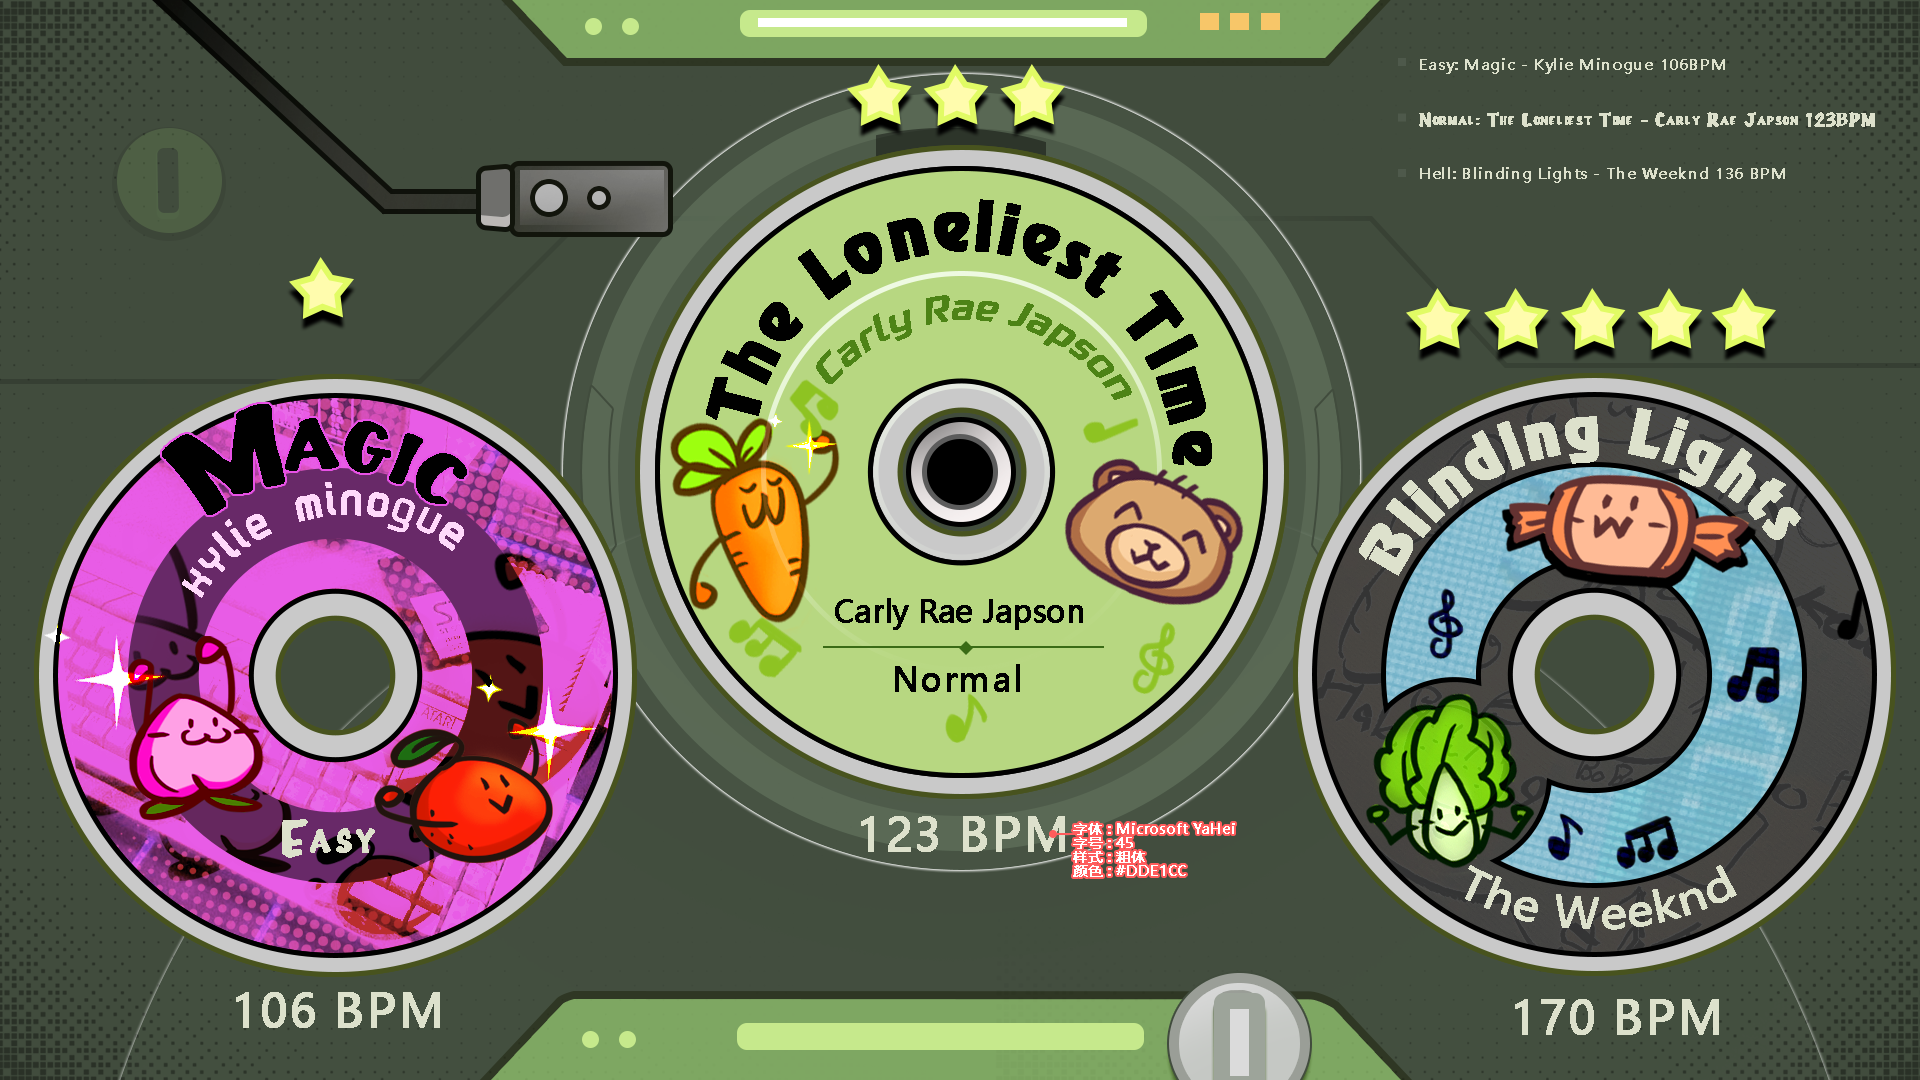 Easy: Magic - Kylie Minogue 106BPM
Normal: The Loneliest Time - Carly Rae Japson 123BPM
Hell: Blinding Lights - The Weeknd 136 BPM
The Loneliest TIme
Carly Rae Japson
Carly Rae Japson
Normal
123 BPM
字体：Microsoft YaHei
字号：45
样式：粗体
颜色：#DDE1CC
Magic
kylie minogue
ATARI
Easy
106 BPM
BlindIng Lights
The Weeknd
170 BPM